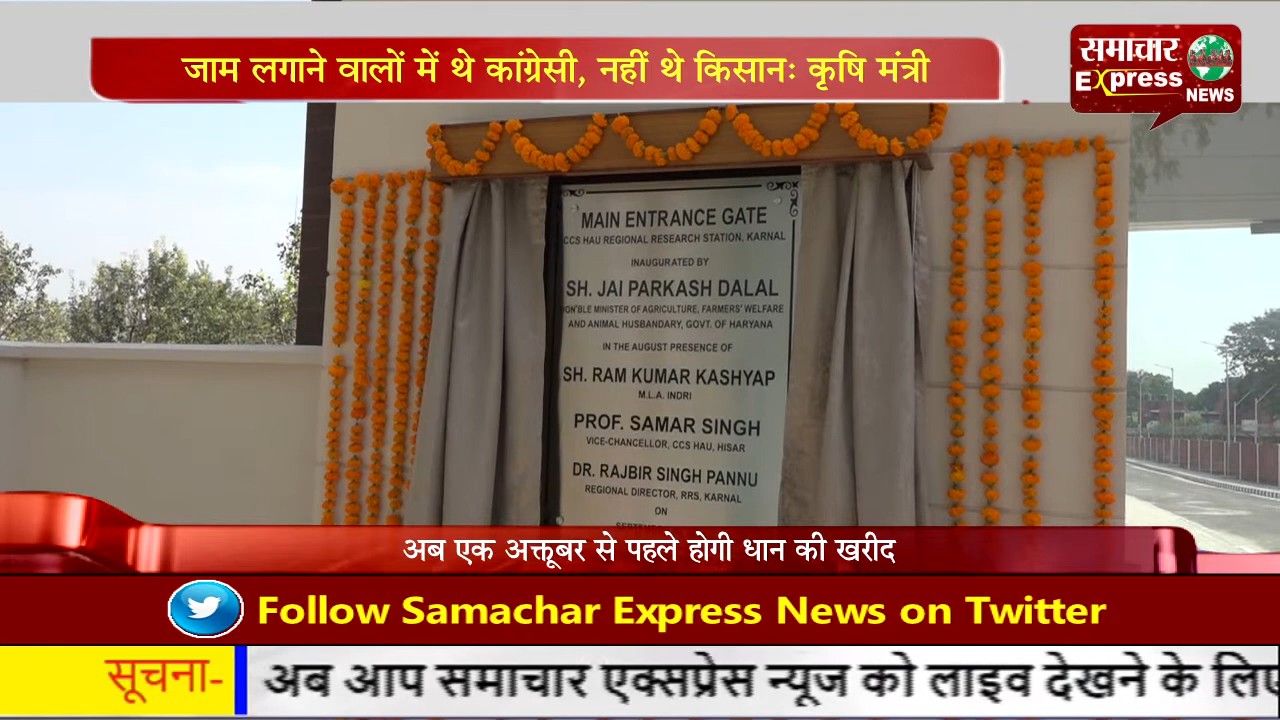 जाम लगाने वालों में थे कांग्रेसी, नहीं थे किसानः कृषि मंत्री
समाचार
Express
NEWS
MAIN ENTRANCE GATE
CCS HAU REGIONAL RESEARCH STATION, KARNAL
INAUGURATED BY
SH. JAI PARKASH DALAL
HON'BLE MINISTER OF AGRICULTURE, FARMERS' WELFARE
AND ANIMAL HUSBANDARY, GOVT. OF HARYANA
IN THE AUGUST PRESENCE OF
SH. RAM KUMAR KASHYAP
M.L.A. INDRI
PROF. SAMAR SINGH
VICE-CHANCELLOR, CCS HAU, HISAR
DR. RAJBIR SINGH PANNU
REGIONAL DIRECTOR, RRS, KARNAL
ON
अब एक अक्तूबर से पहले होगी धान की खरीद
Follow Samachar Express News on Twitter
सूचना- अब आप समाचार एक्सप्रेस न्यूज को लाइव देखने के लिए